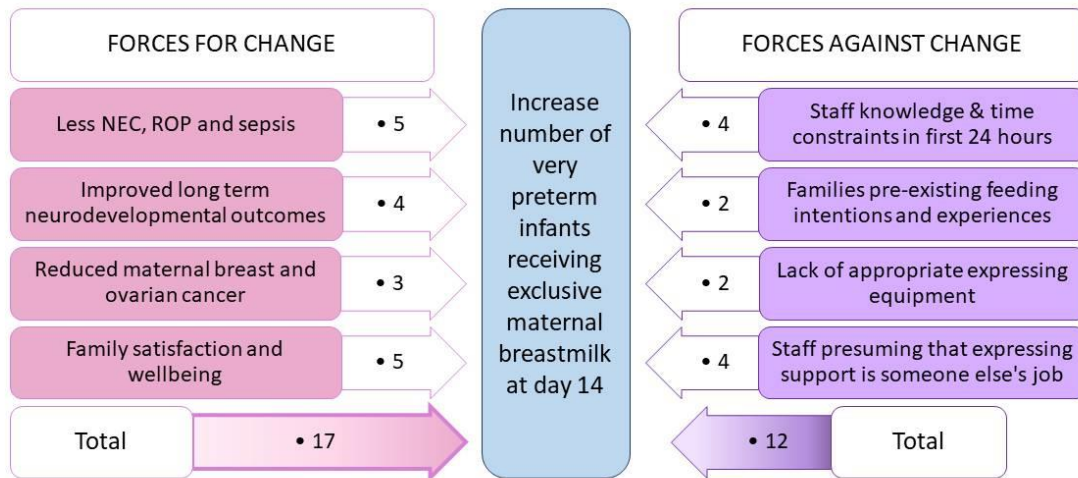 FORCES FOR CHANGE
Less NEC, ROP and sepsis
• 5
Improved long term
neurodevelopmental outcomes
• 4
Reduced maternal breast and
ovarian cancer
• 3
Family satisfaction and
wellbeing
• 5
Total
• 17
Increase
number of
very
preterm
infants
receiving
exclusive
maternal
breastmilk
at day 14
FORCES AGAINST CHANGE
• 4
Staff knowledge & time
constraints in first 24 hours
• 2
Families pre-existing feeding
intentions and experiences
• 2
Lack of appropriate expressing
equipment
• 4
Staff presuming that expressing
support is someone else's job
• 12
Total